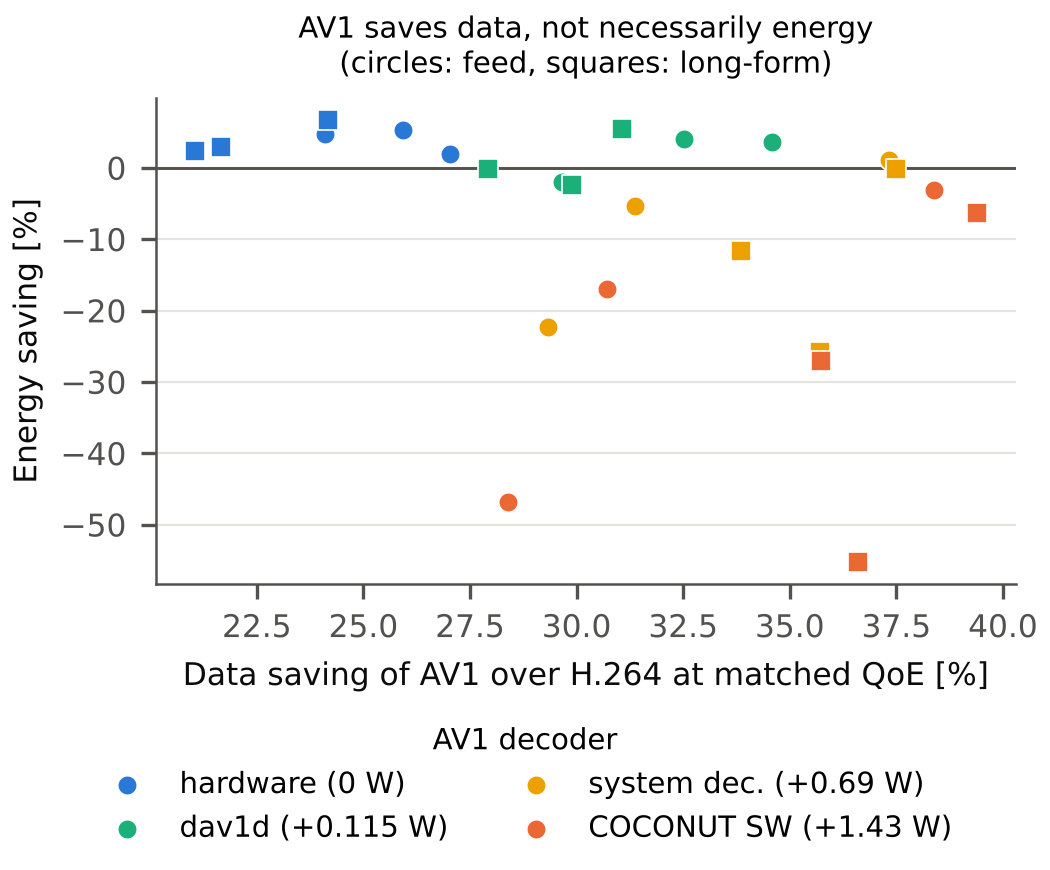 AV1 saves data, not necessarily energy
(circles: feed, squares: long-form)
Energy saving [%]
0
−10
−20
−30
−40
−50
22.5 25.0 27.5 30.0 32.5 35.0 37.5 40.0
Data saving of AV1 over H.264 at matched QoE [%]
AV1 decoder
hardware (0 W) system dec. (+0.69 W)
dav1d (+0.115 W) COCONUT SW (+1.43 W)